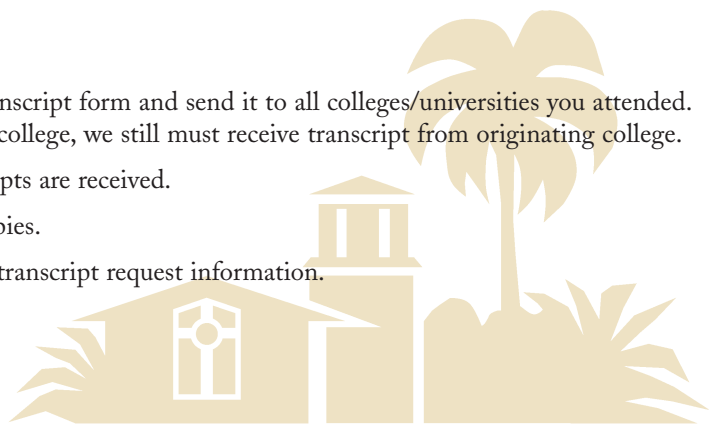 nscript form and send it to all colleges/universities you attended.
college, we still must receive transcript from originating college.
pts are received.
pies.
transcript request information.